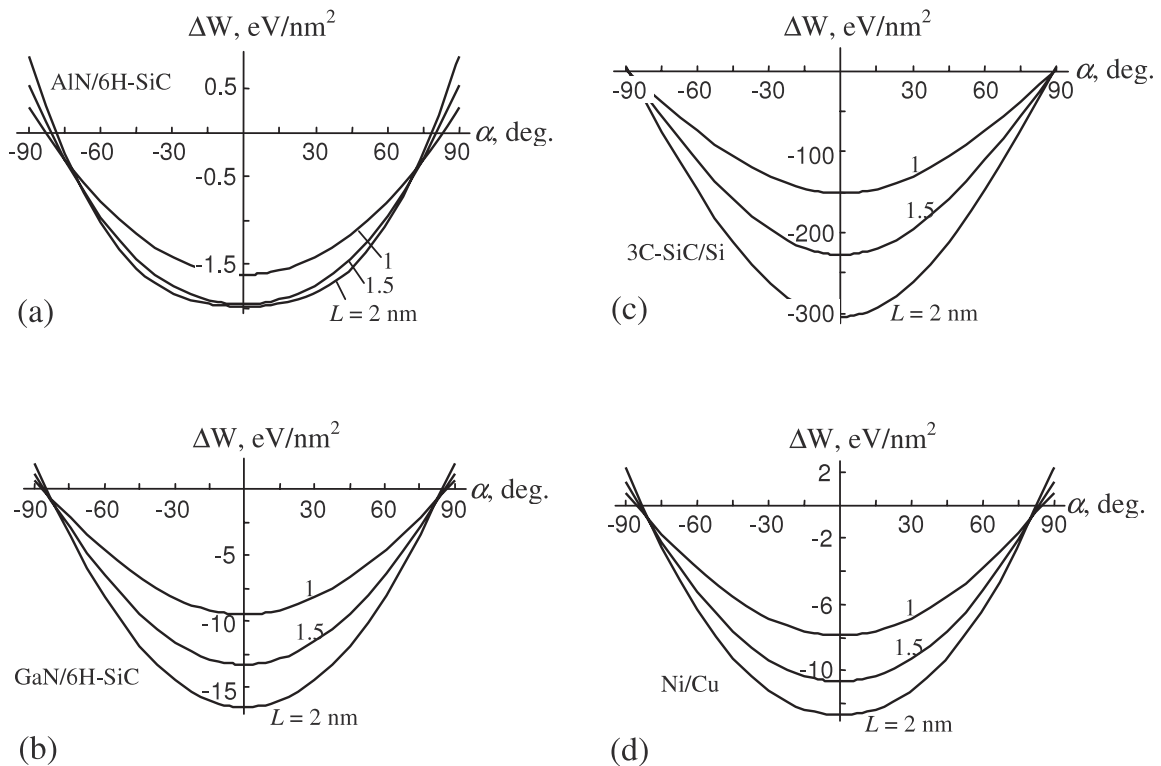 ΔW, eV/nm²
AlN/6H-SiC
0.5
α, deg.
-90 -60 30 60 90
-0.5
-1.5
1
1.5
L = 2 nm
(a)
ΔW, eV/nm²
α, deg.
-90 -60 -30 30 60 90
-100
1
1.5
-200
3C-SiC/Si
-300
L = 2 nm
(c)
ΔW, eV/nm²
α, deg.
-90 -60 -30 30 60 90
-5
1
-10
1.5
GaN/6H-SiC
-15
L = 2 nm
(b)
ΔW, eV/nm²
2
α, deg.
-90 -60 -30 30 60 90
-2
-6
1
1.5
-10
Ni/Cu
L = 2 nm
(d)